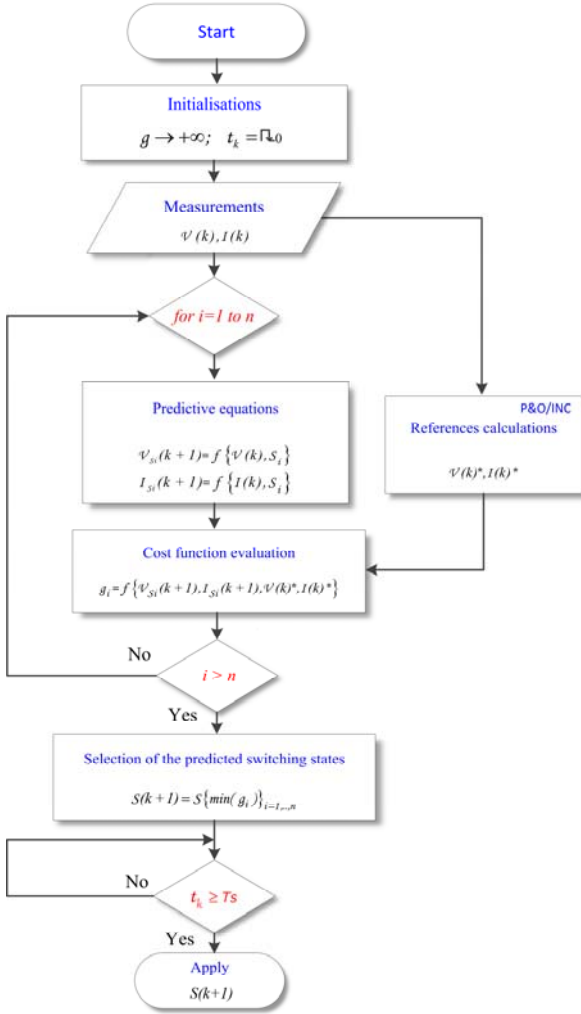 Start
Initialisations
g → +∞; t_k = 0
Measurements
V(k), I(k)
for i=1 to n
Predictive equations
V_Si(k+1)= f {V(k), S_i}
I_Si(k+1)= f {I(k), S_i}
P&O/INC
References calculations
V(k)*, I(k)*
Cost function evaluation
g_i = f {V_Si(k+1), I_Si(k+1), V(k)*, I(k)*}
No
i > n
Yes
Selection of the predicted switching states
S(k+1) = S{min(g_i)}_i=1,..,n
No
t_k ≥ Ts
Yes
Apply
S(k+1)